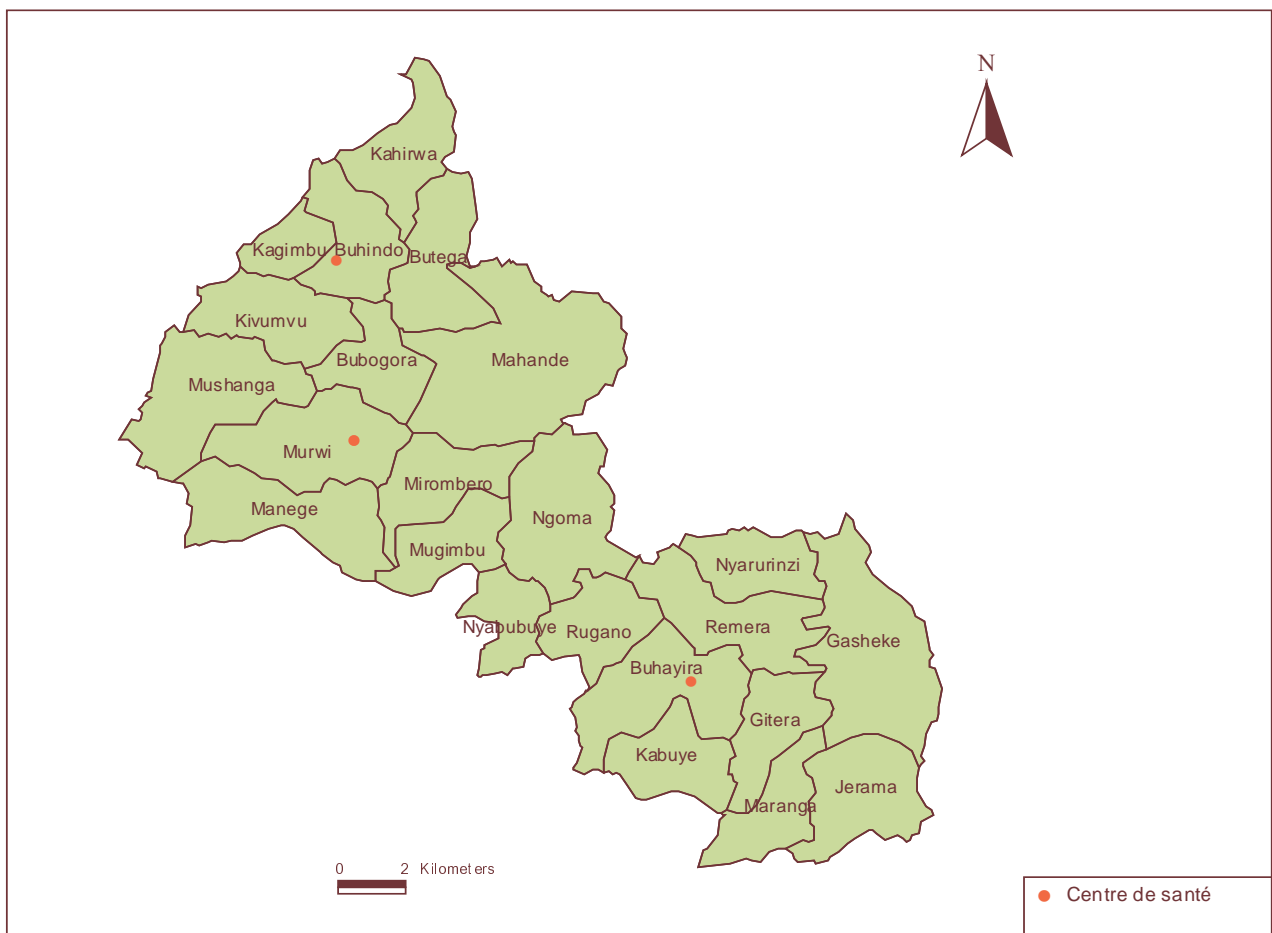 N
Kahirwa
Kagimbu
Buhindo
Butega
Kivumvu
Bubogora
Mahande
Mushanga
Murwi
Mirombero
Manege
Ngoma
Mugimbu
Nyarurinzi
Nyabubuye
Rugano
Remera
Gasheke
Buhayira
Gitera
Kabuye
Jerama
Maranga
0 2 Kilometers
Centre de santé